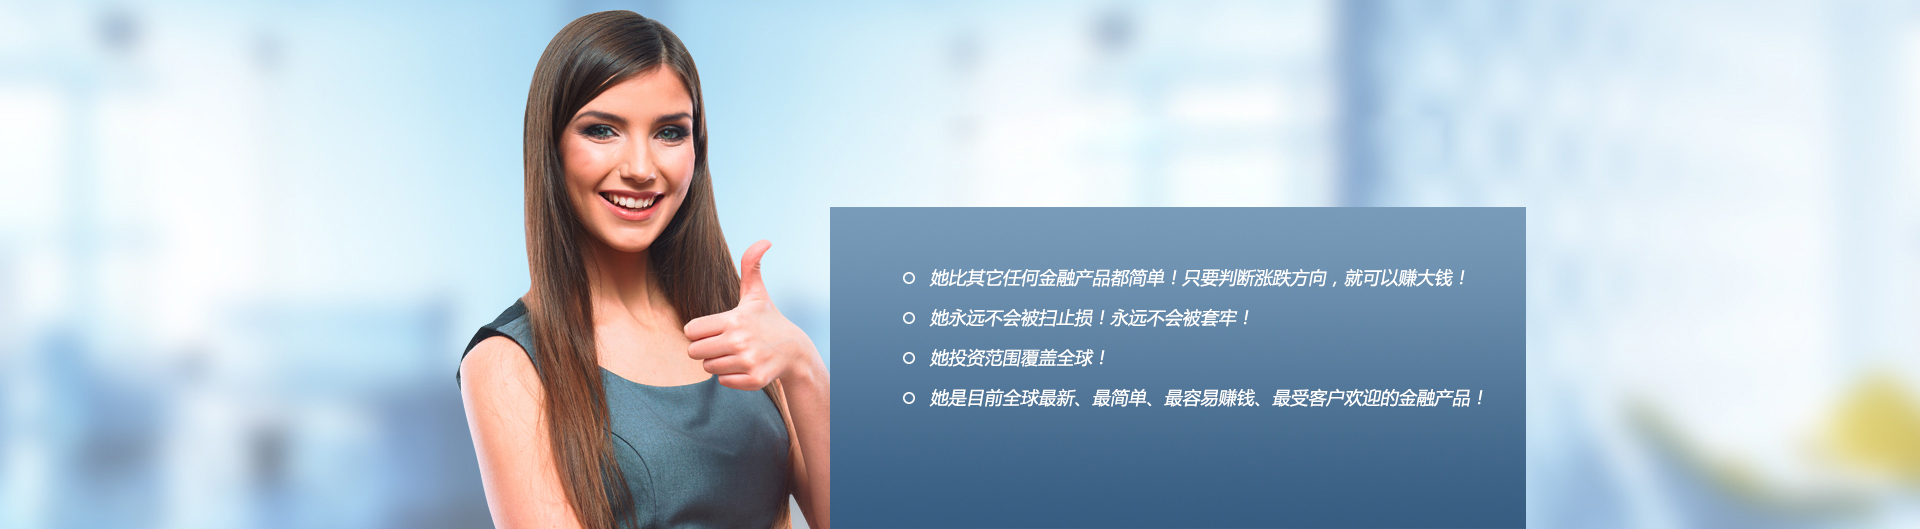 她比其它任何金融产品都简单！只要判断涨跌方向，就可以赚大钱！
她永远不会被扫止损！永远不会被套牢！
她投资范围覆盖全球！
她是目前全球最新、最简单、最容易赚钱、最受客户欢迎的金融产品！